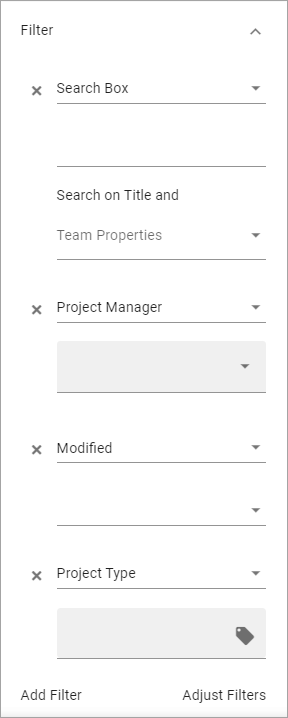 Filter
Search Box
Search on Title and
Team Properties
Project Manager
Modified
Project Type
Add Filter Adjust Filters